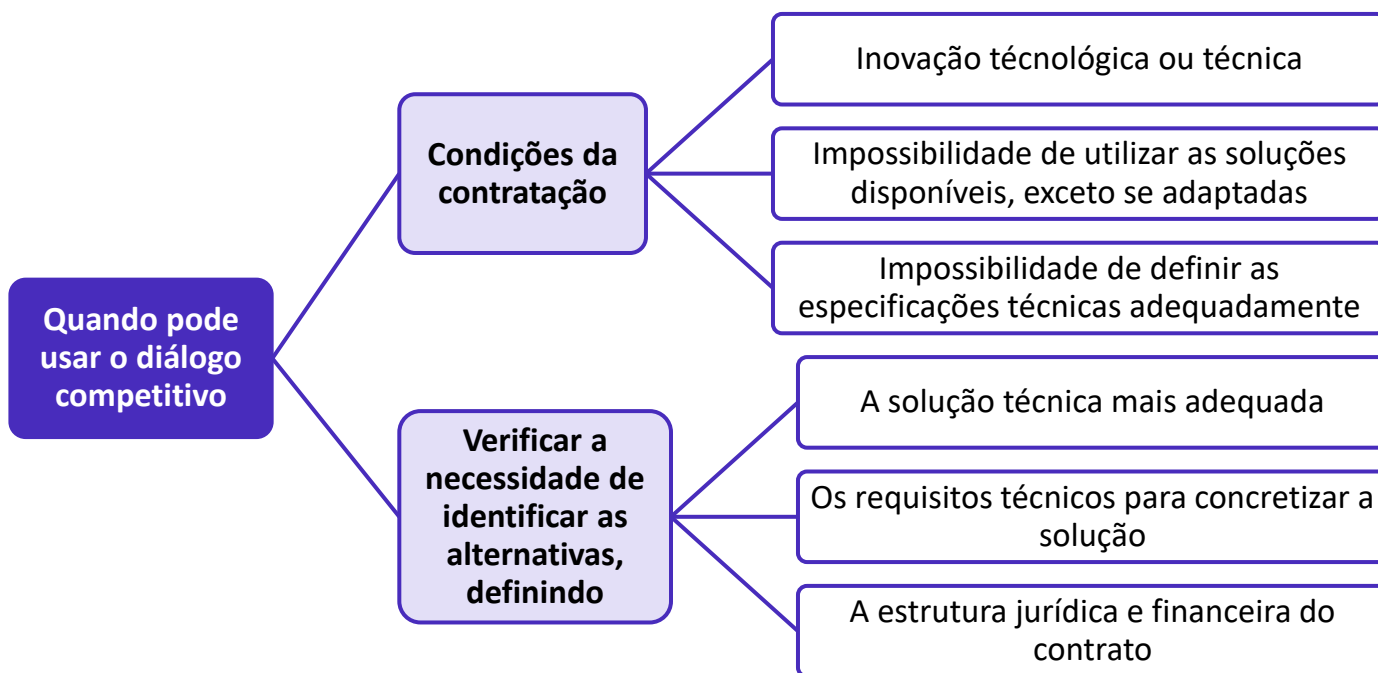 Quando pode
usar o diálogo
competitivo
Condições da
contratação
Inovação técnológica ou técnica
Impossibilidade de utilizar as soluções
disponíveis, exceto se adaptadas
Impossibilidade de definir as
especificações técnicas adequadamente
Verificar a
necessidade de
identificar as
alternativas,
definindo
A solução técnica mais adequada
Os requisitos técnicos para concretizar a
solução
A estrutura jurídica e financeira do
contrato